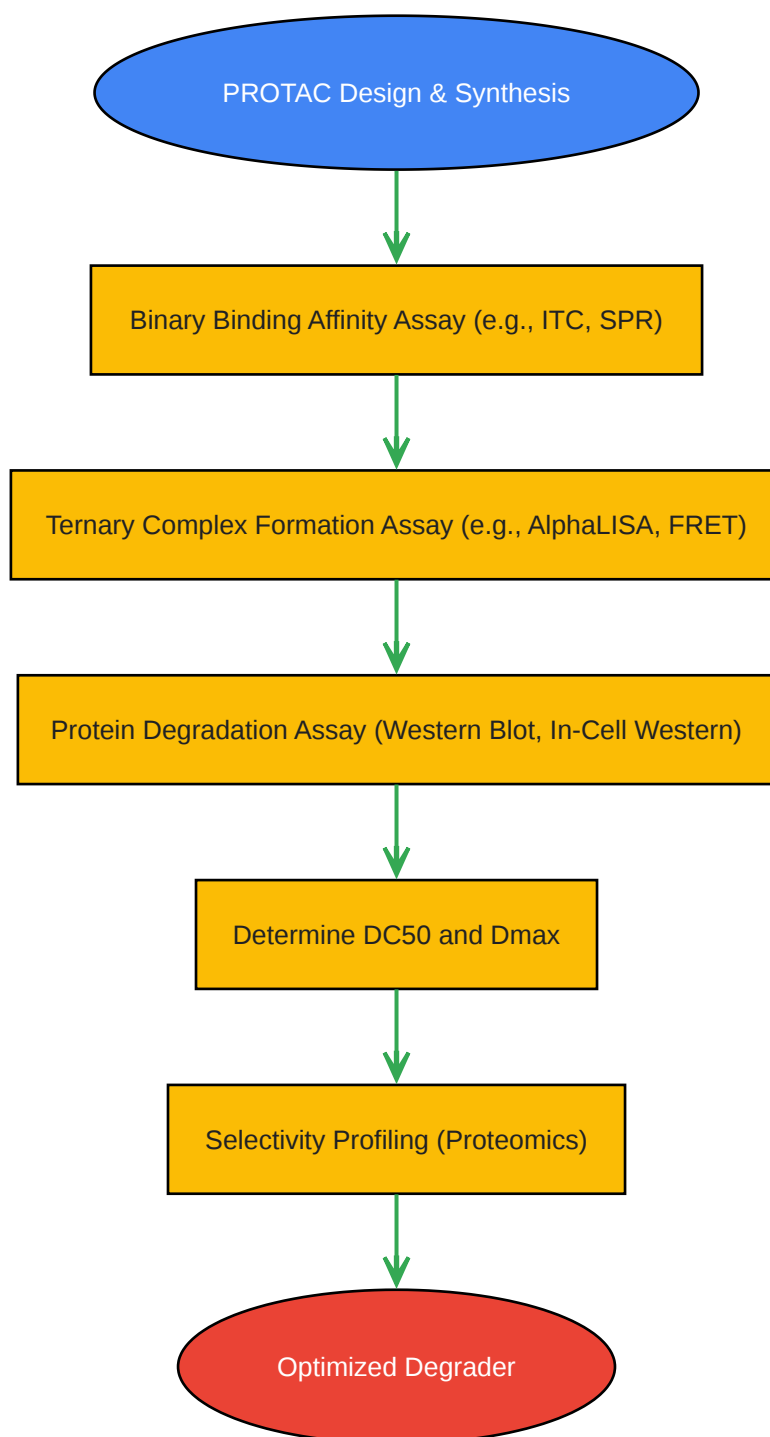 PROTAC Design & Synthesis
Binary Binding Affinity Assay (e.g., ITC, SPR)
Ternary Complex Formation Assay (e.g., AlphaLISA, FRET)
Protein Degradation Assay (Western Blot, In-Cell Western)
Determine DC50 and Dmax
Selectivity Profiling (Proteomics)
Optimized Degrader